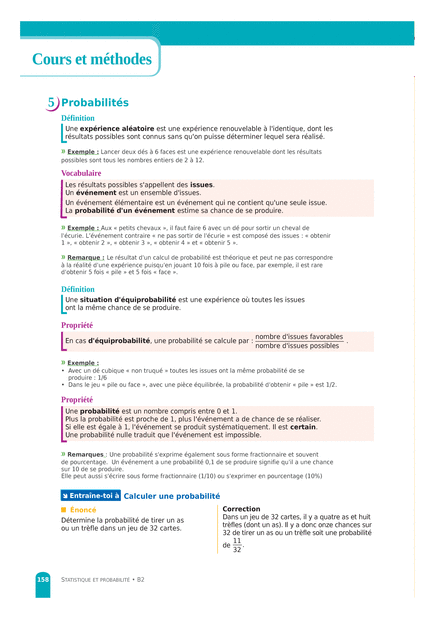 Cours et méthodes
5 Probabilités
Définition
Une expérience aléatoire est une expérience renouvelable à l'identique, dont les
résultats possibles sont connus sans qu'on puisse déterminer lequel sera réalisé.
» Exemple : Lancer deux dés à 6 faces est une expérience renouvelable dont les résultats
possibles sont tous les nombres entiers de 2 à 12.
Vocabulaire
Les résultats possibles s'appellent des issues.
Un événement est un ensemble d'issues.
Un événement élémentaire est un événement qui ne contient qu'une seule issue.
La probabilité d'un événement estime sa chance de se produire.
» Exemple : Aux « petits chevaux », il faut faire 6 avec un dé pour sortir un cheval de
l'écurie. L'événement contraire « ne pas sortir de l'écurie » est composé des issues : « obtenir
1 », « obtenir 2 », « obtenir 3 », « obtenir 4 » et « obtenir 5 ».
» Remarque : Le résultat d'un calcul de probabilité est théorique et peut ne pas correspondre
à la réalité d'une expérience puisqu'en jouant 10 fois à pile ou face, par exemple, il est rare
d'obtenir 5 fois « pile » et 5 fois « face ».
Définition
Une situation d'équiprobabilité est une expérience où toutes les issues
ont la même chance de se produire.
Propriété
En cas d'équiprobabilité, une probabilité se calcule par : nombre d'issues favorables
nombre d'issues possibles .
» Exemple :
• Avec un dé cubique « non truqué » toutes les issues ont la même probabilité de se
produire : 1/6
• Dans le jeu « pile ou face », avec une pièce équilibrée, la probabilité d'obtenir « pile » est 1/2.
Propriété
Une probabilité est un nombre compris entre 0 et 1.
Plus la probabilité est proche de 1, plus l'événement a de chance de se réaliser.
Si elle est égale à 1, l'événement se produit systématiquement. Il est certain.
Une probabilité nulle traduit que l'événement est impossible.
» Remarques : Une probabilité s'exprime également sous forme fractionnaire et souvent
de pourcentage. Un événement a une probabilité 0,1 de se produire signifie qu'il a une chance
sur 10 de se produire.
Elle peut aussi s'écrire sous forme fractionnaire (1/10) ou s'exprimer en pourcentage (10%)
Entraîne-toi à Calculer une probabilité
Énoncé
Détermine la probabilité de tirer un as
ou un trèfle dans un jeu de 32 cartes.
Correction
Dans un jeu de 32 cartes, il y a quatre as et huit
trèfles (dont un as). Il y a donc onze chances sur
32 de tirer un as ou un trèfle soit une probabilité
de 11
32.
158 STATISTIQUE ET PROBABILITÉ • B2